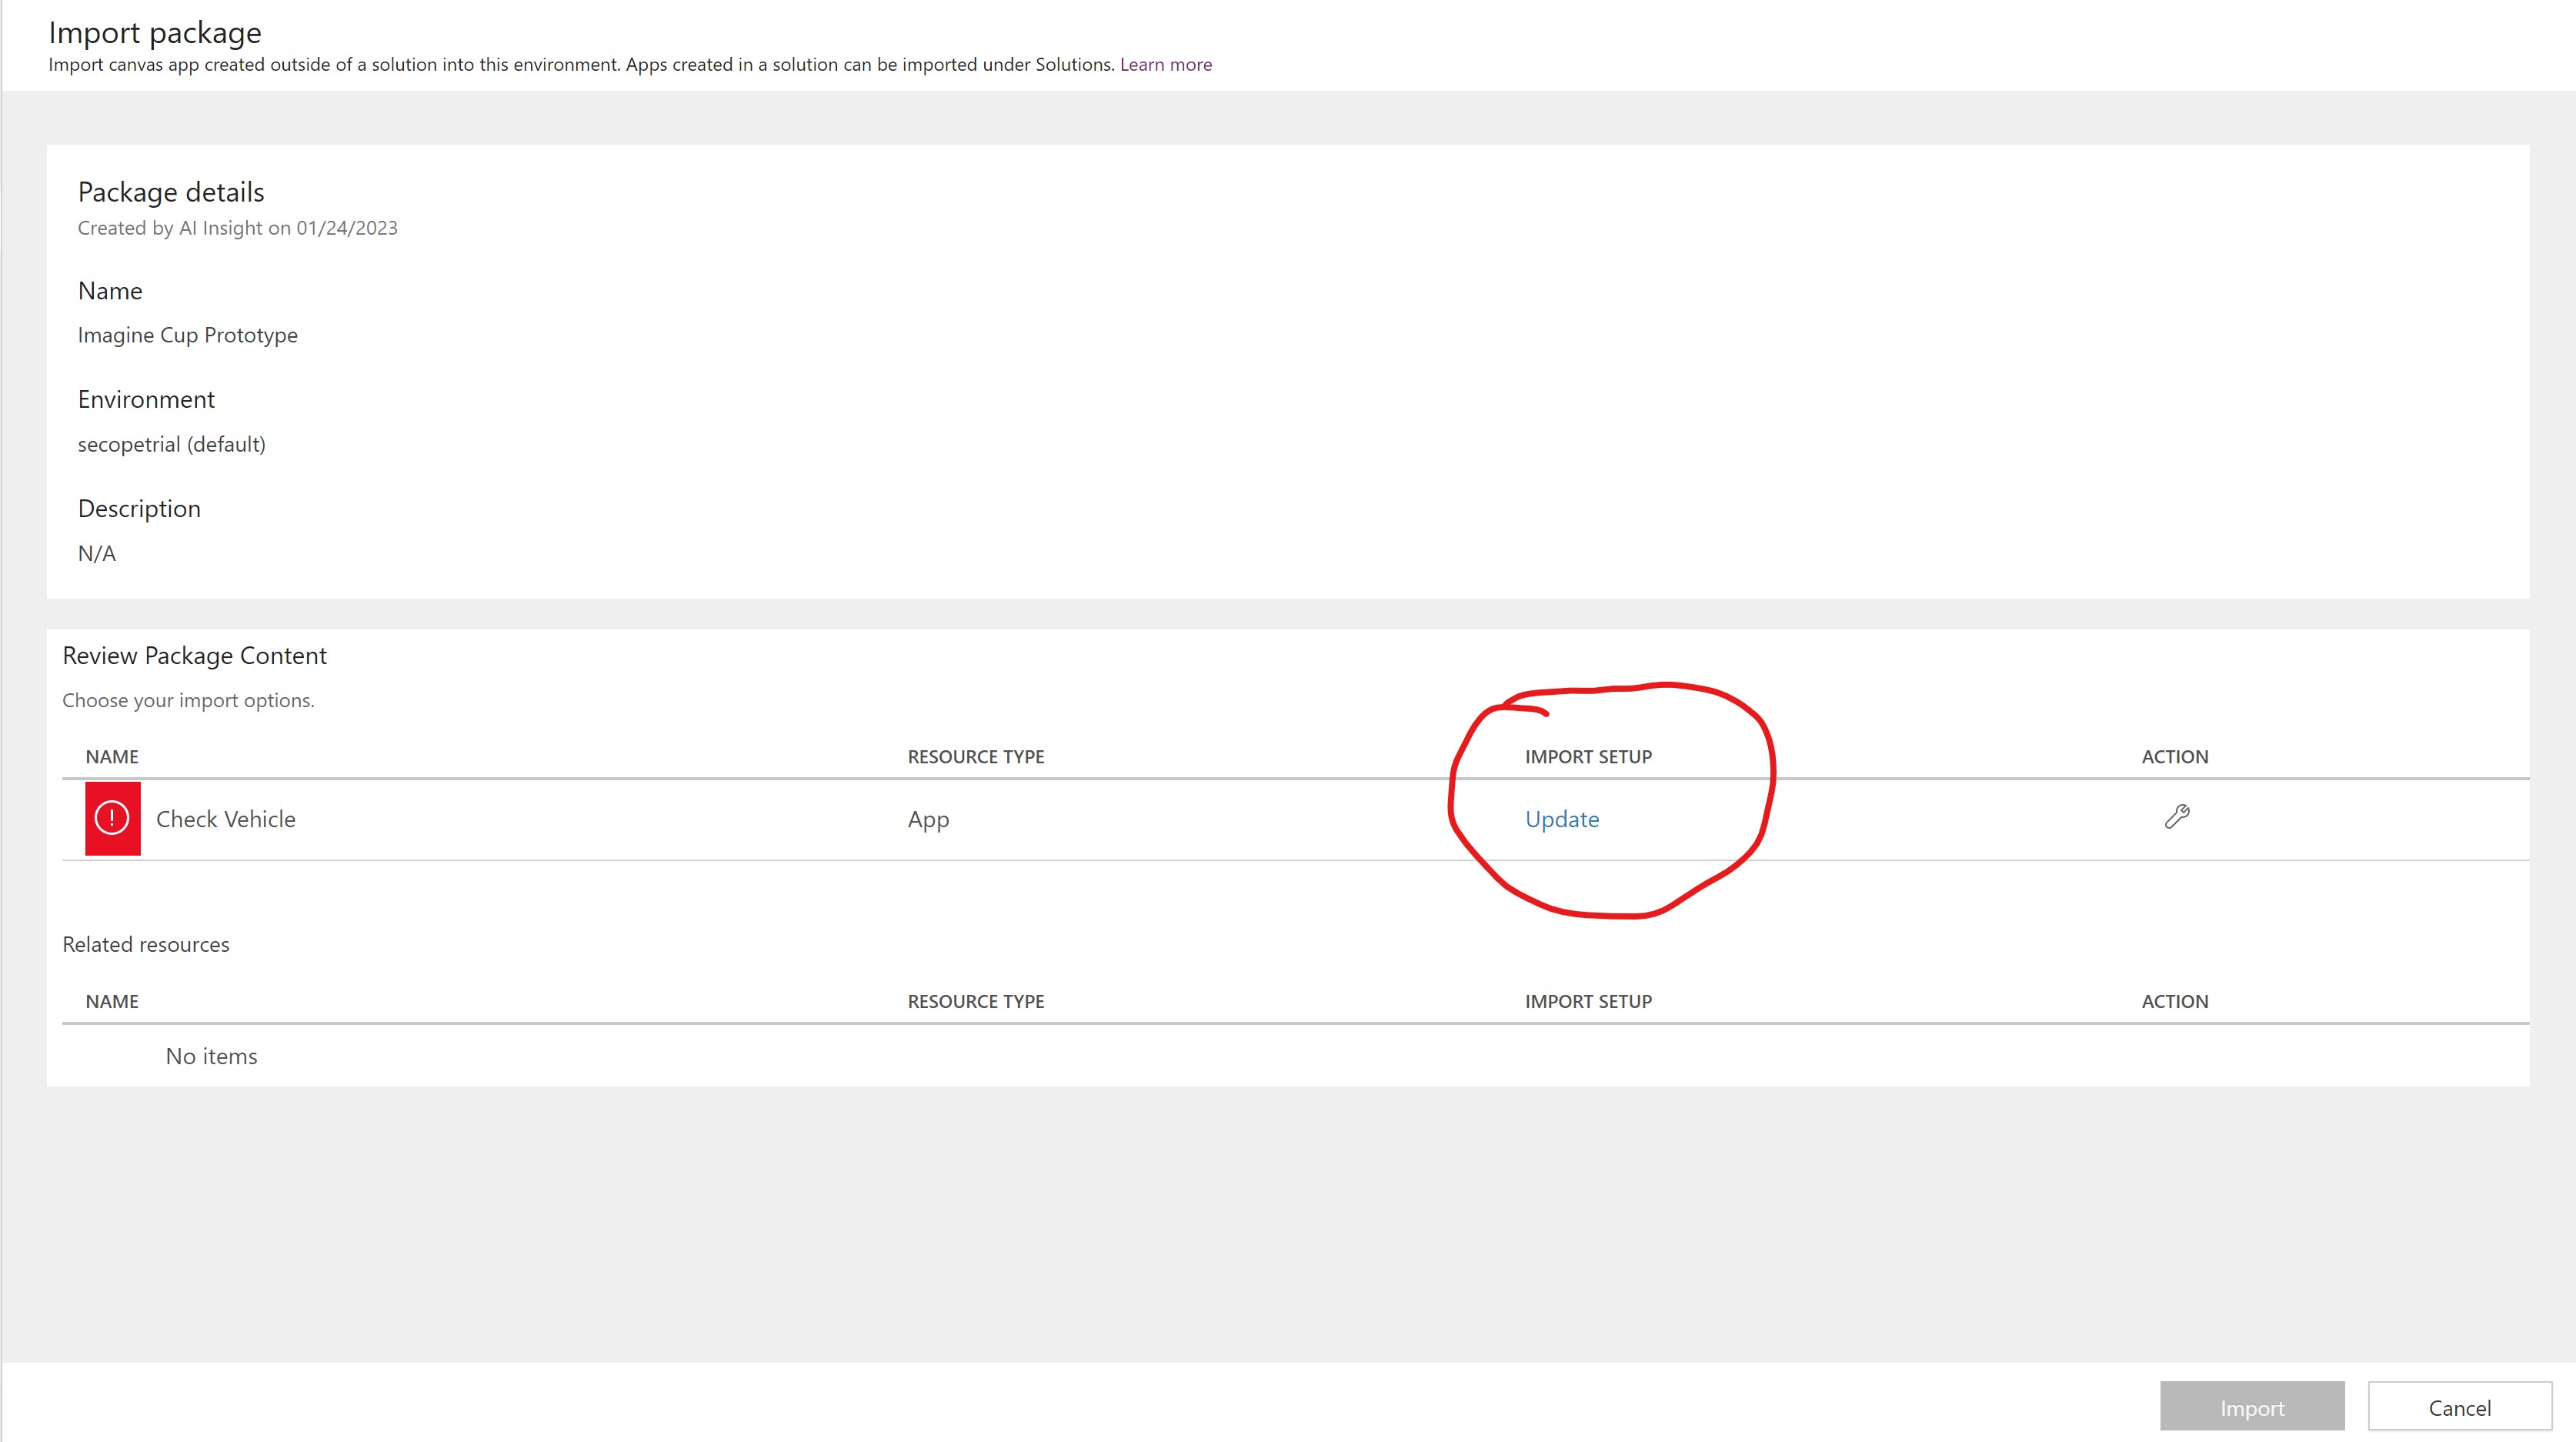 Import package
Import canvas app created outside of a solution into this environment. Apps created in a solution can be imported under Solutions. Learn more
Package details
Created by AI Insight on 01/24/2023
Name
Imagine Cup Prototype
Environment
secopetrial (default)
Description
N/A
Review Package Content
Choose your import options.
NAME RESOURCE TYPE IMPORT SETUP ACTION
Check Vehicle App Update
Related resources
NAME RESOURCE TYPE IMPORT SETUP ACTION
No items
Import Cancel